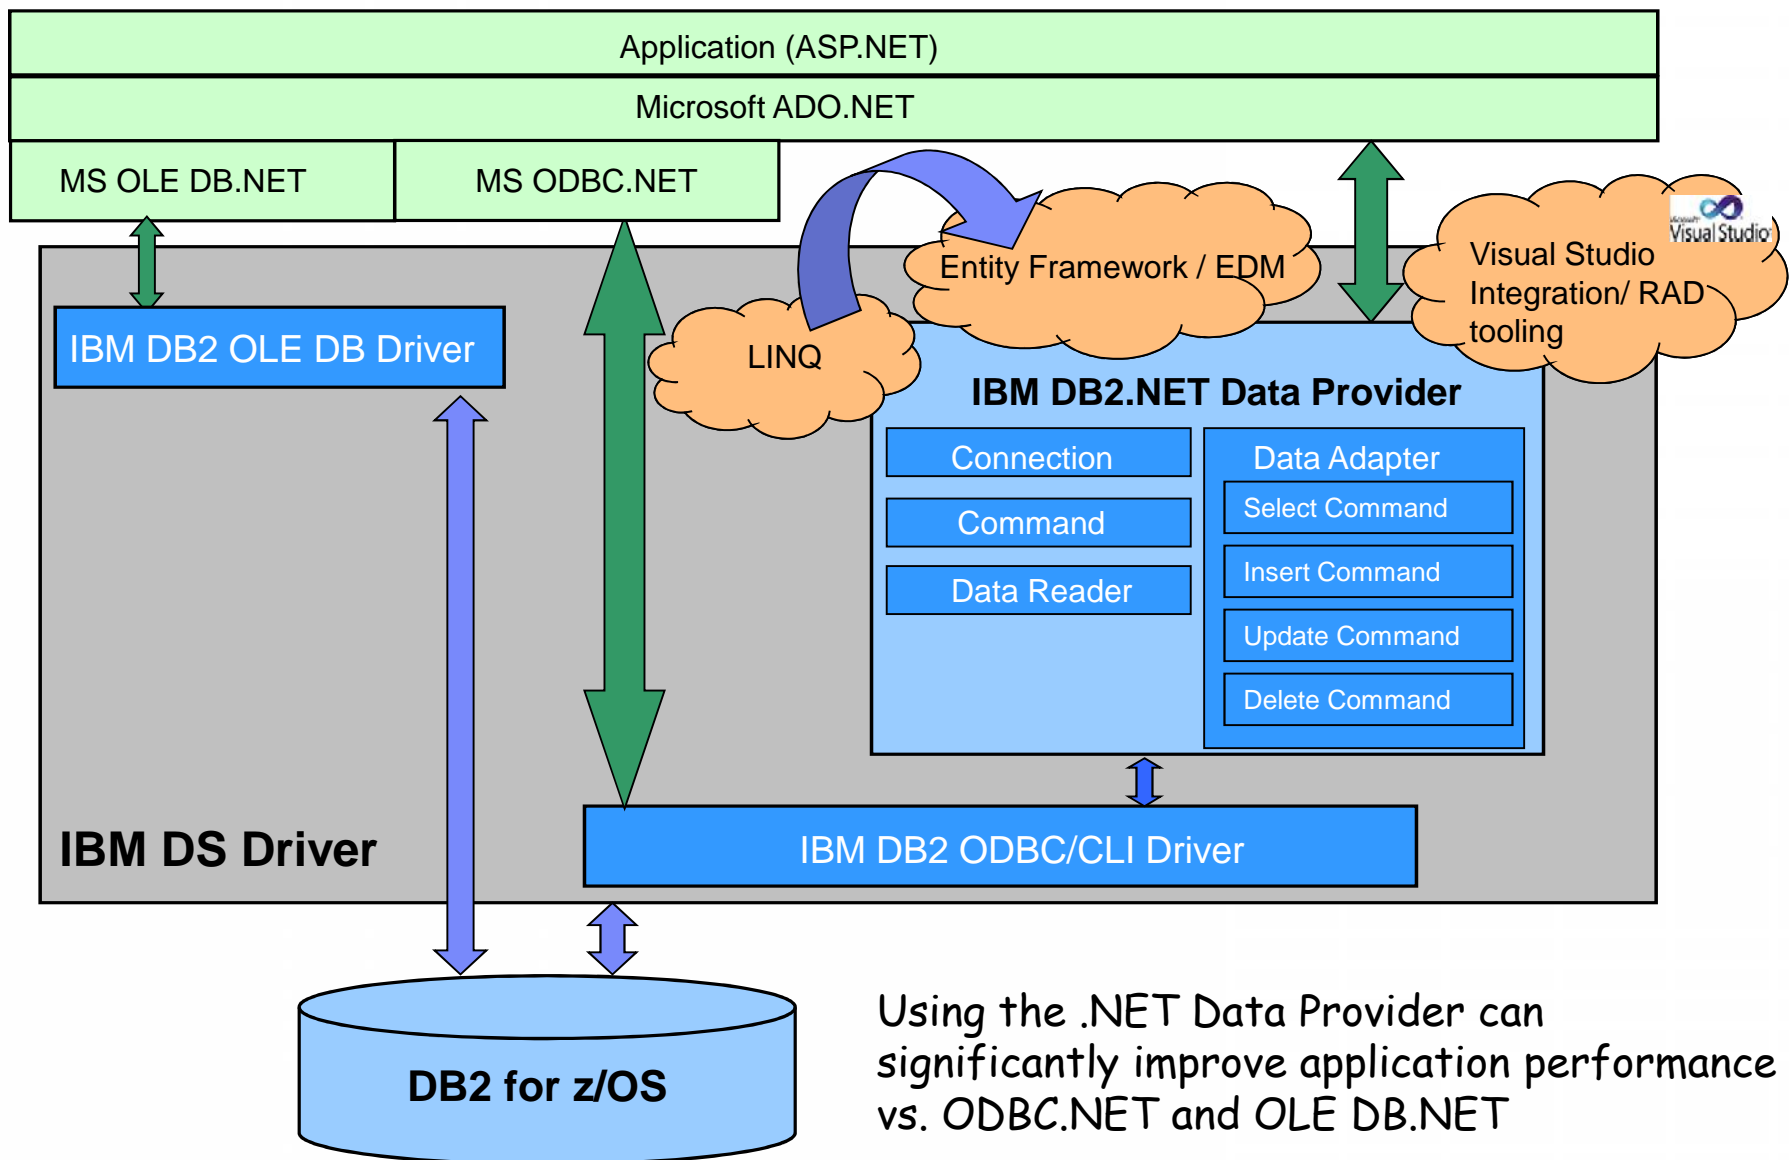 Application (ASP.NET)
Microsoft ADO.NET
MS OLE DB.NET
MS ODBC.NET
Microsoft
Visual Studio
Entity Framework / EDM
Visual Studio
Integration/ RAD
tooling
IBM DB2 OLE DB Driver
LINQ
IBM DB2.NET Data Provider
Connection
Command
Data Reader
Data Adapter
Select Command
Insert Command
Update Command
Delete Command
IBM DS Driver
IBM DB2 ODBC/CLI Driver
DB2 for z/OS
Using the .NET Data Provider can
significantly improve application performance
vs. ODBC.NET and OLE DB.NET